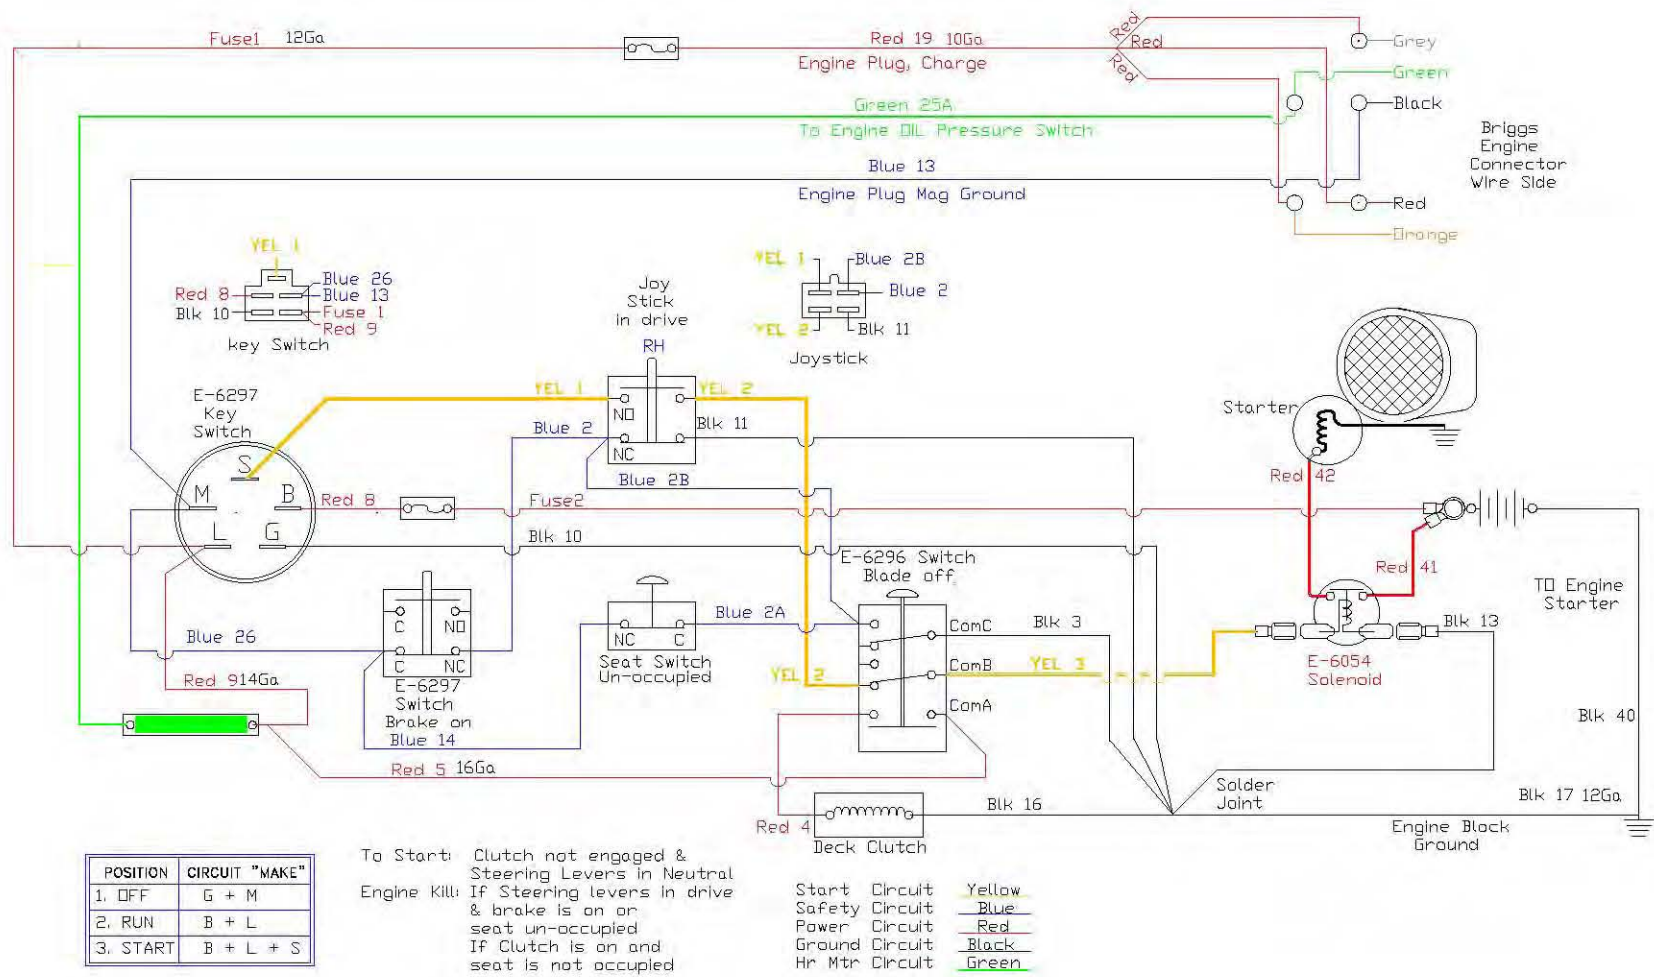 Fuse1 12Ga
Red 19 10Ga
Engine Plug, Charge
Red
Red
Red
Grey
Green
Black
Green 25A
To Engine OIL Pressure Switch
Briggs
Engine
Connector
Wire Side
Blue 13
Engine Plug Mag Ground
Red
Orange
YEL 1
Blue 26
Red 8
Blue 13
Blk 10
Fuse 1
Red 9
key Switch
Joy
Stick
in drive
RH
YEL 1
Blue 2B
Blue 2
YEL 2
Blk 11
Joystick
E-6297
Key
Switch
YEL 1
YEL 2
NO
Blue 2
Blk 11
NC
Blue 2B
Starter
Red 42
S
M
B
L
G
Red 8
Fuse2
Blk 10
E-6296 Switch
Blade off
Red 41
TO Engine
Starter
C
NO
C
NC
Blue 26
E-6297
Switch
Brake on
Blue 14
Blue 2A
NC
C
Seat Switch
Un-occupied
ComC
Blk 3
ComB
YEL 3
YEL 2
ComA
Blk 13
E-6054
Solenoid
Red 914Ga
Blk 40
Red 5 16Ga
Solder
Joint
Blk 17 12Ga
Blk 16
Red 4
Deck Clutch
Engine Block
Ground
POSITION CIRCUIT "MAKE"
1. OFF G + M
2. RUN B + L
3. START B + L + S
To Start: Clutch not engaged &
Steering Levers in Neutral
Engine Kill: If Steering levers in drive
& brake is on or
seat un-occupied
If Clutch is on and
seat is not occupied
Start Circuit Yellow
Safety Circuit Blue
Power Circuit Red
Ground Circuit Black
Hr Mtr Circuit Green